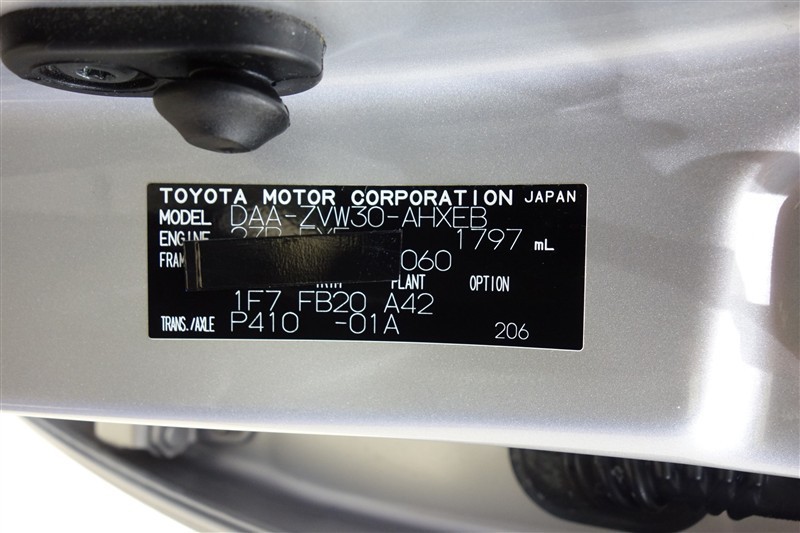 TOYOTA MOTOR CORPORATION JAPAN
MODEL DAA-ZVW30-AHXEB
ENGINE 1797 mL
060
PLANT OPTION
1F7 FB20 A42
TRANS./AXLE P410 -01A 206